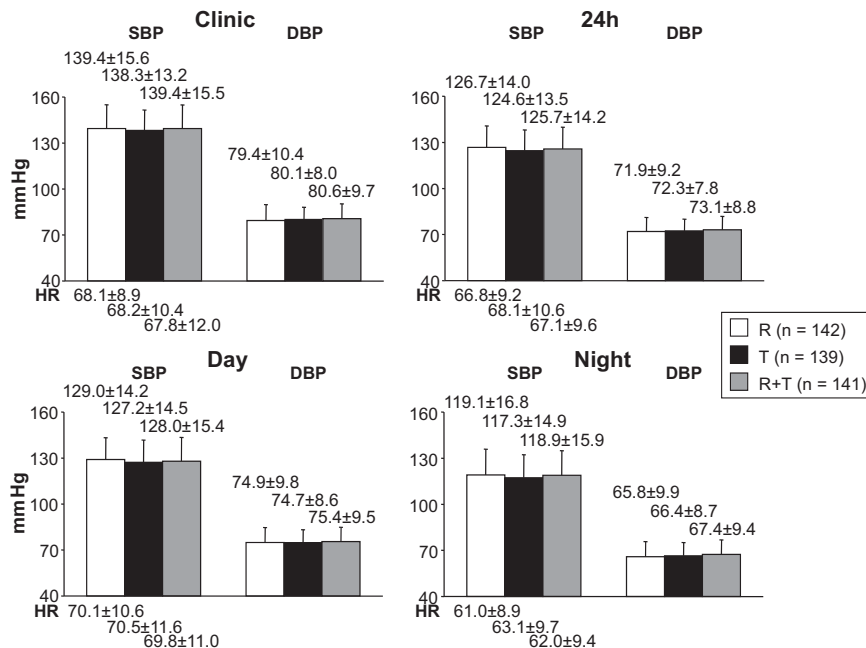 Clinic
SBP
DBP
139.4±15.6
138.3±13.2
139.4±15.5
79.4±10.4
80.1±8.0
80.6±9.7
mmHg
160
130
100
70
40
HR
68.1±8.9
68.2±10.4
67.8±12.0
24h
SBP
DBP
126.7±14.0
124.6±13.5
125.7±14.2
71.9±9.2
72.3±7.8
73.1±8.8
160
130
100
70
40
HR
66.8±9.2
68.1±10.6
67.1±9.6
R (n = 142)
T (n = 139)
R+T (n = 141)
Day
SBP
DBP
129.0±14.2
127.2±14.5
128.0±15.4
74.9±9.8
74.7±8.6
75.4±9.5
mmHg
160
130
100
70
40
HR
70.1±10.6
70.5±11.6
69.8±11.0
Night
SBP
DBP
119.1±16.8
117.3±14.9
118.9±15.9
65.8±9.9
66.4±8.7
67.4±9.4
160
130
100
70
40
HR
61.0±8.9
63.1±9.7
62.0±9.4